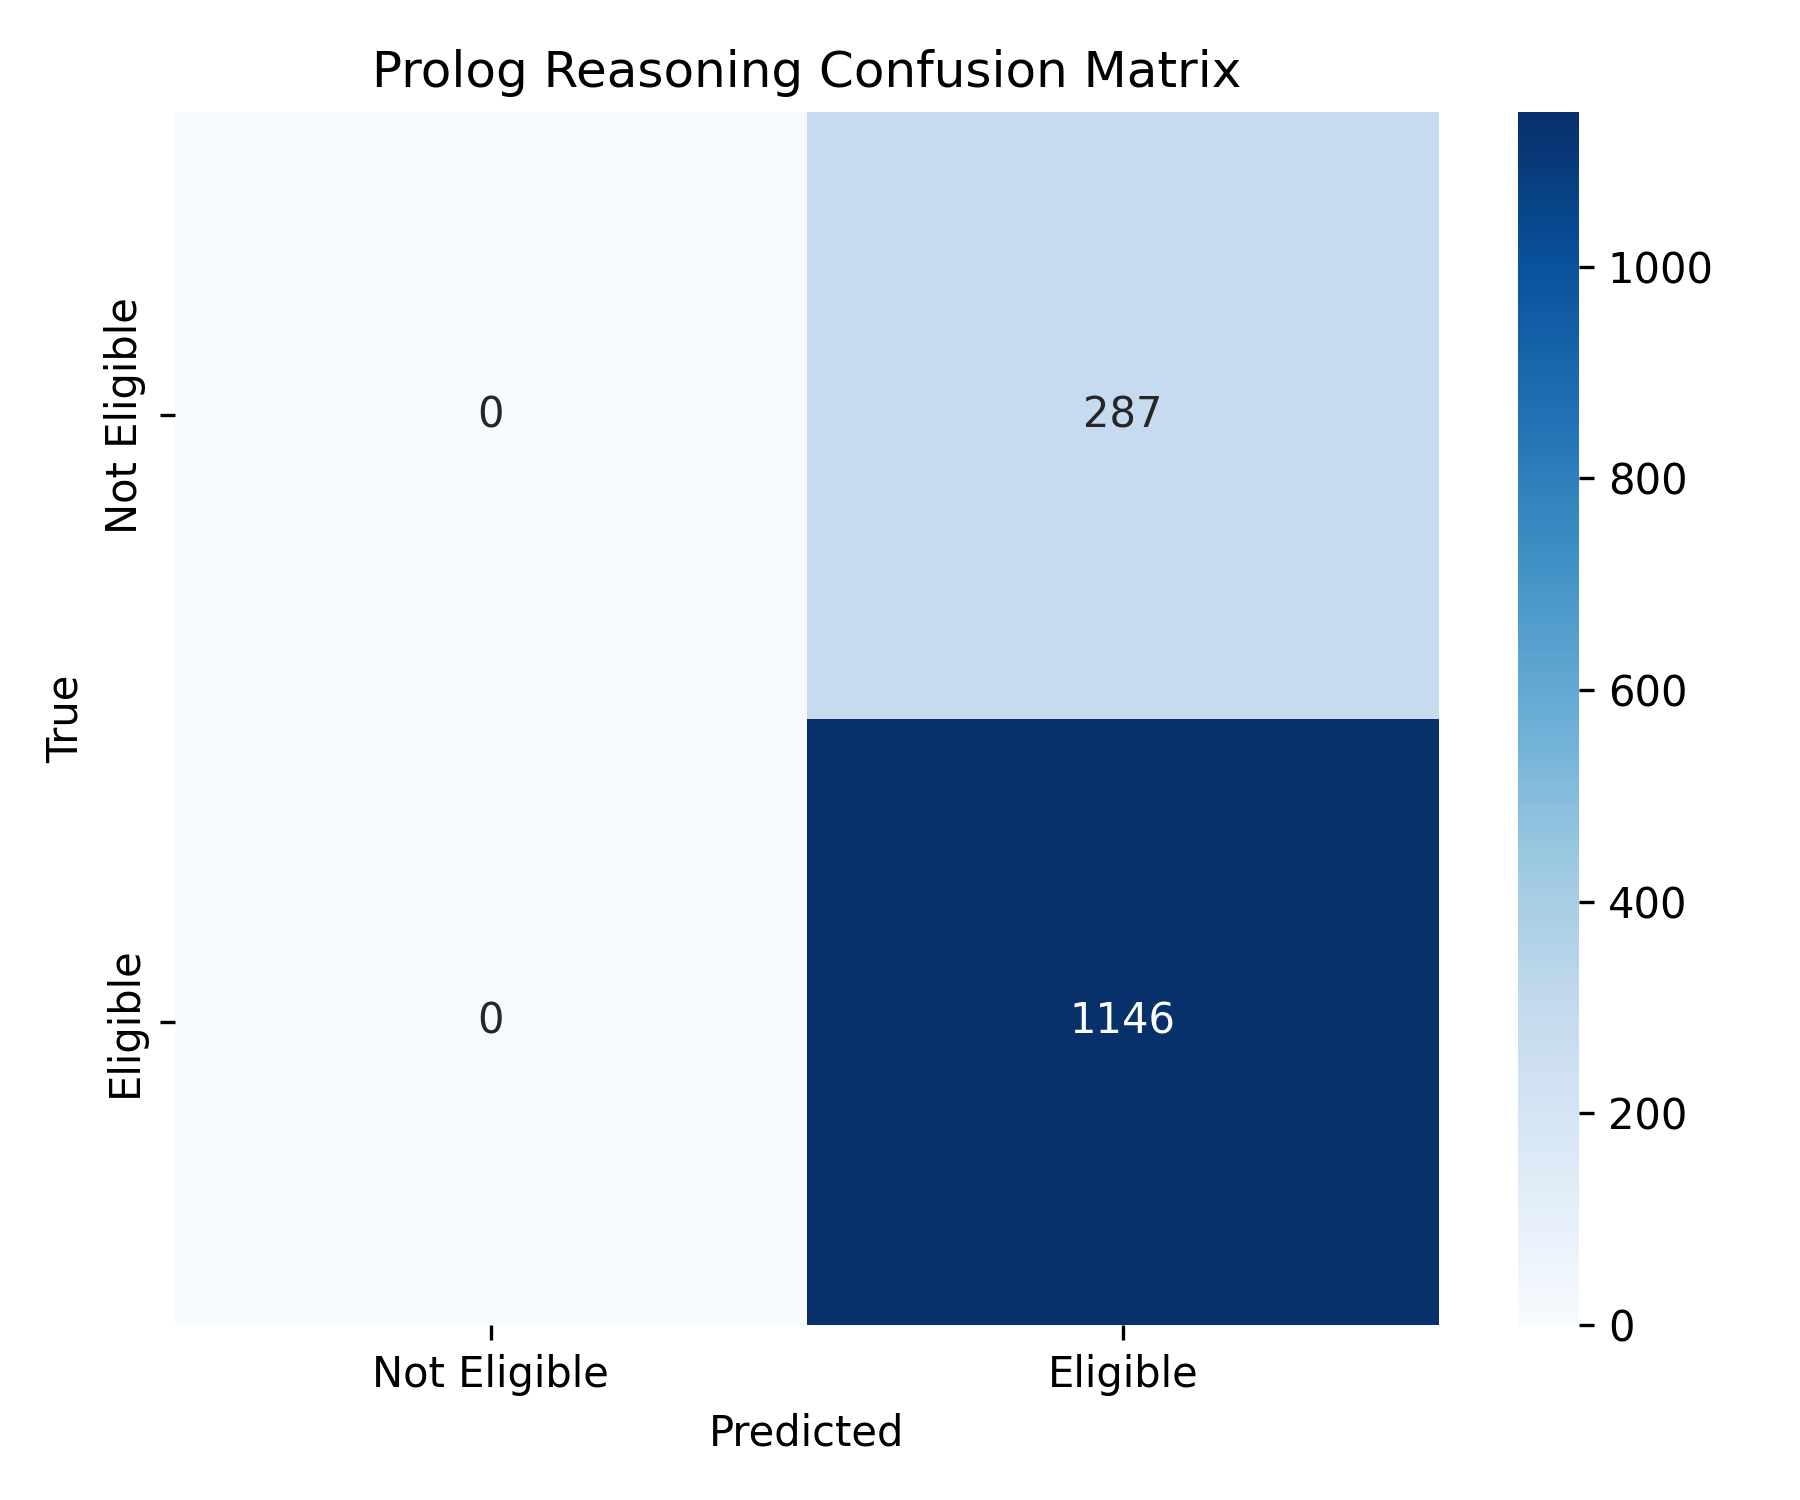 Prolog Reasoning Confusion Matrix
True
Not Eligible
Eligible
0
287
0
1146
Not Eligible
Eligible
Predicted
1000
800
600
400
200
0